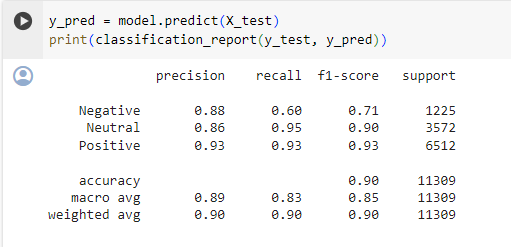 y_pred = model.predict(X_test)
print(classification_report(y_test, y_pred))
precision recall f1-score support
Negative 0.88 0.60 0.71 1225
Neutral 0.86 0.95 0.90 3572
Positive 0.93 0.93 0.93 6512
accuracy 0.90 11309
macro avg 0.89 0.83 0.85 11309
weighted avg 0.90 0.90 0.90 11309